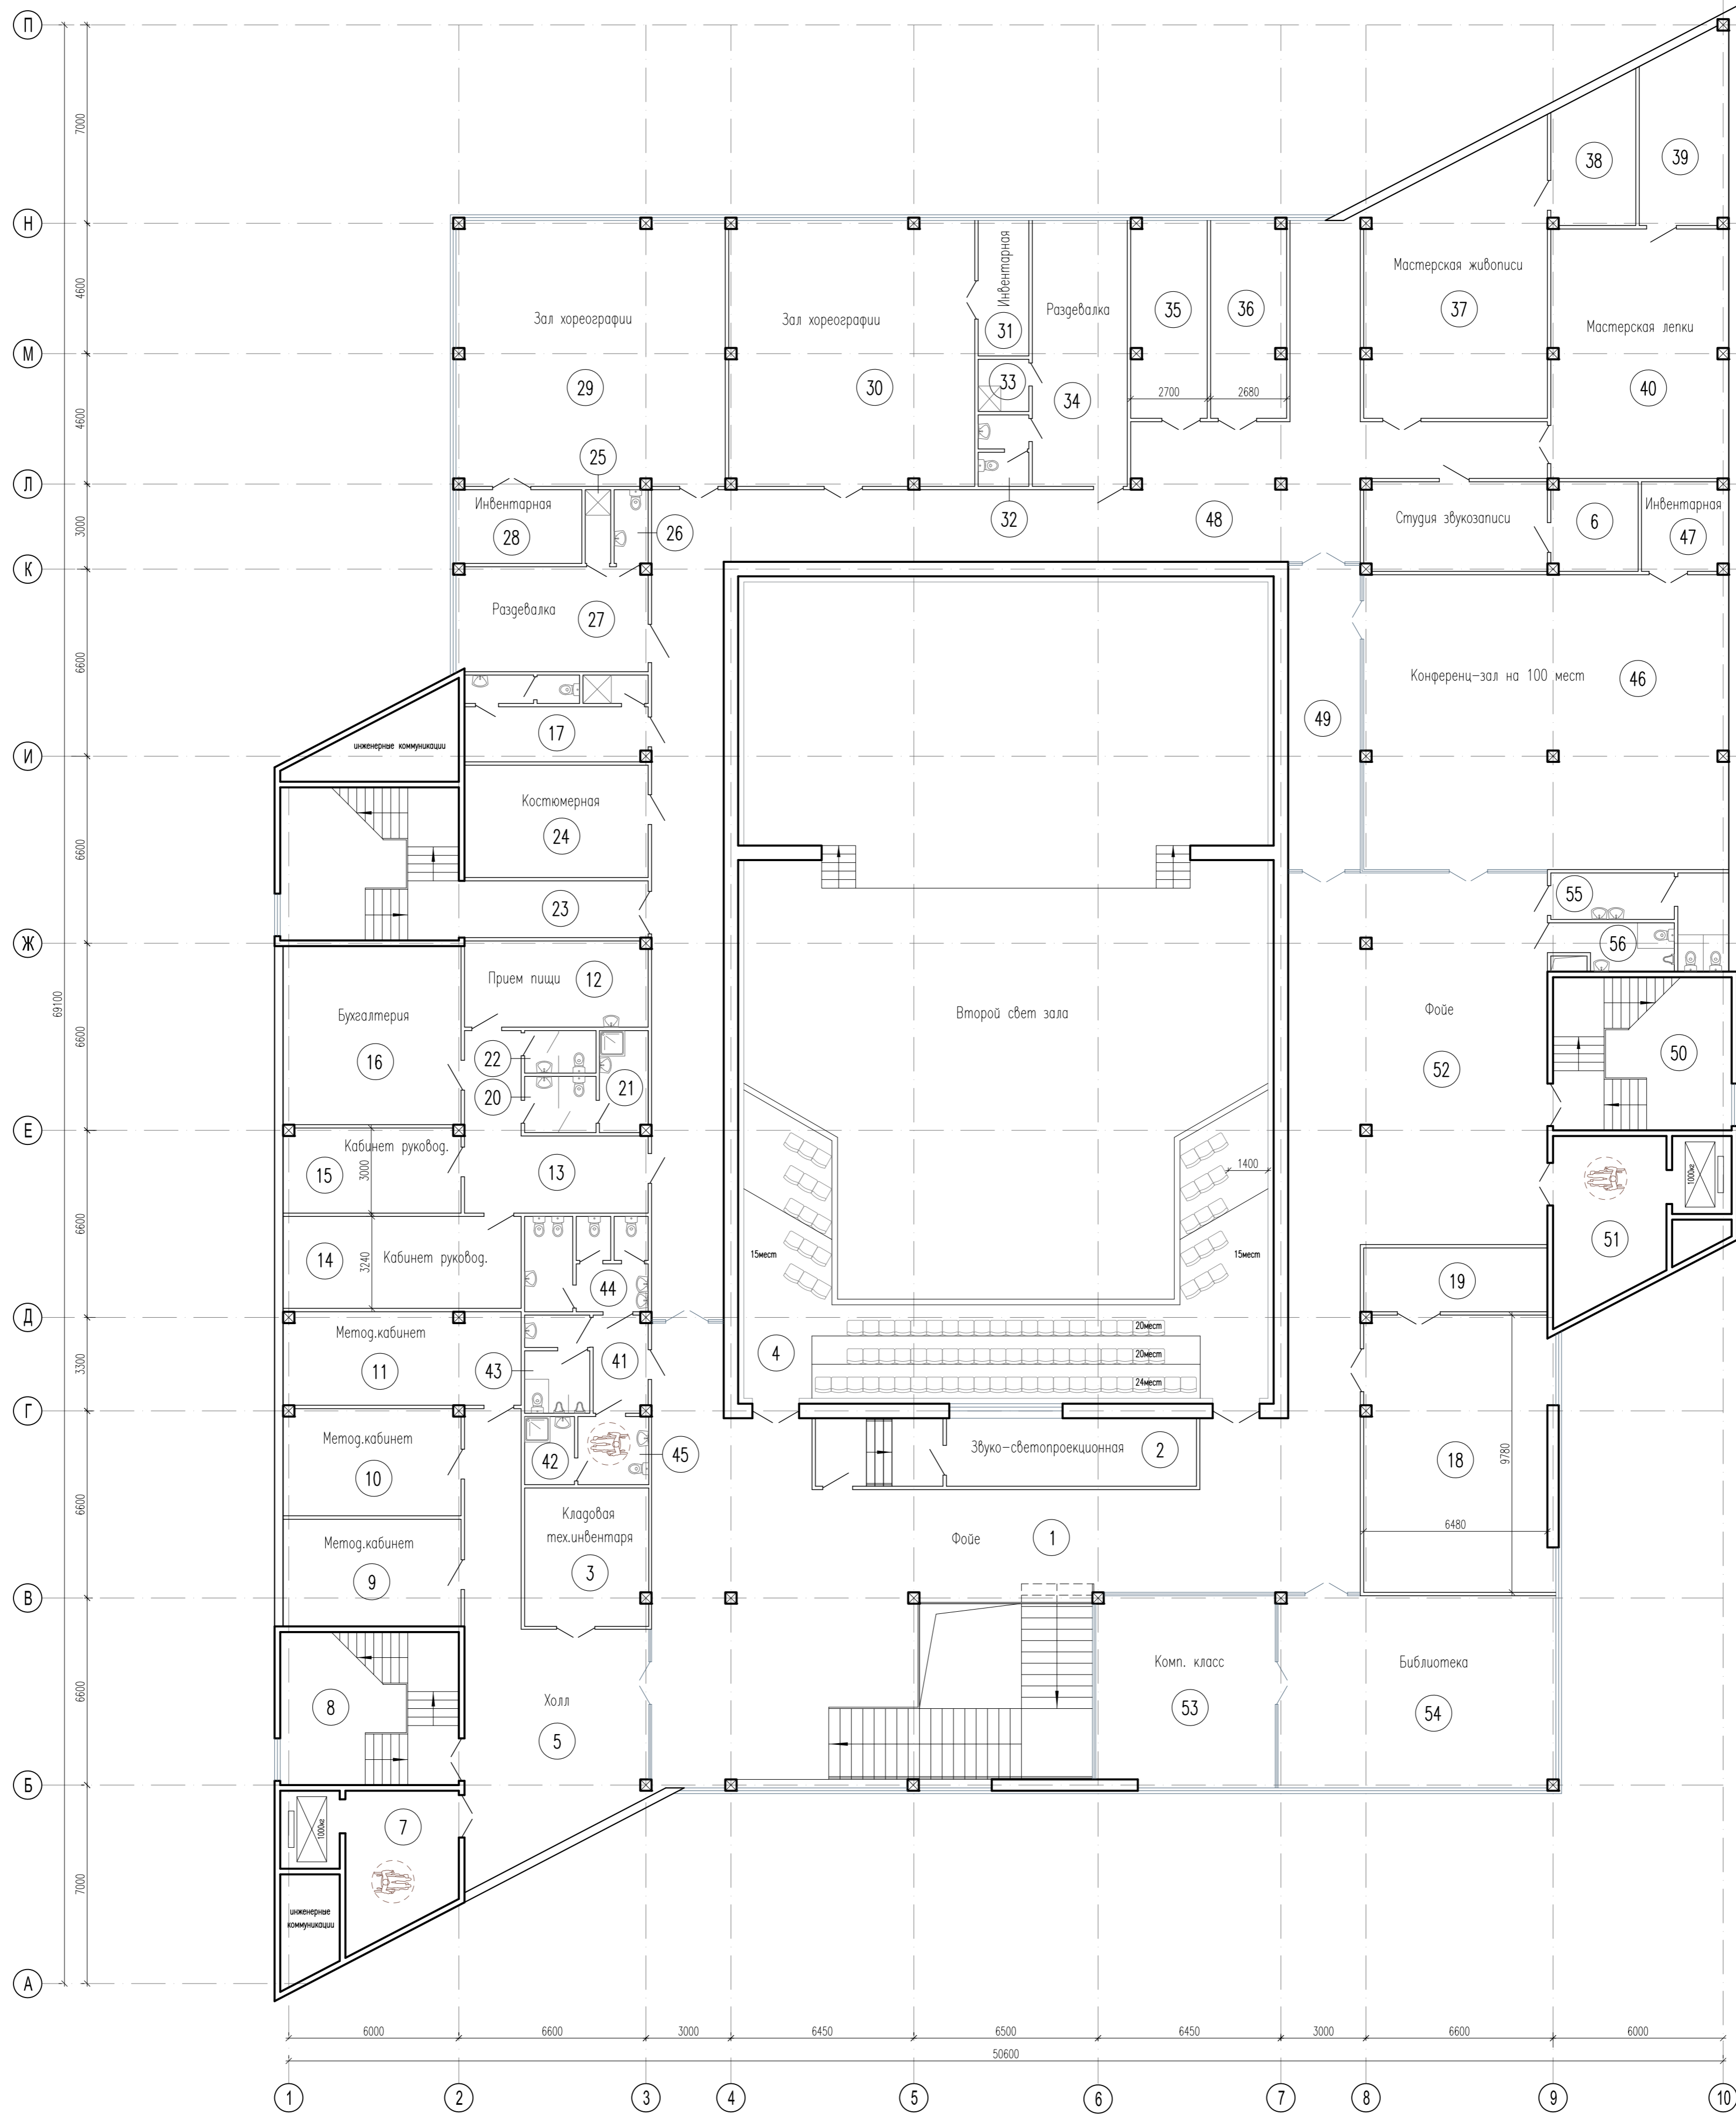 П
7000
38
39
Н
4600
Зал хореографии
Зал хореографии
Инвентарная
31
Раздевалка
35
36
Мастерская живописи
37
Мастерская лепки
М
29
30
33
34
2700
2680
40
4600
25
Л
Инвентарная
28
26
32
48
Студия звукозаписи
6
Инвентарная
47
3000
К
Раздевалка
27
6600
Конференц-зал на 100 мест
46
17
49
инженерные коммуникации
И
Костюмерная
24
6600
23
55
56
Ж
Прием пищи
12
69100
Бухгалтерия
16
Второй свет зала
Фойе
6600
22
21
20
52
50
Е
Кабинет руковод.
15
3000
13
1400
1000кг
6600
14
3240
Кабинет руковод.
44
15мест
15мест
51
19
Д
Метод.кабинет
11
43
41
4
20мест
20мест
24мест
3300
Г
Метод.кабинет
10
42
45
Звуко-светопроекционная
2
18
9780
6600
Кладовая
тех.инвентаря
3
Метод.кабинет
9
Фойе
1
6480
В
Комп. класс
53
Библиотека
54
6600
8
Холл
5
Б
1000кг
7
7000
инженерные
коммуникации
А
6000
6600
3000
6450
6500
6450
3000
6600
6000
50600
1
2
3
4
5
6
7
8
9
10